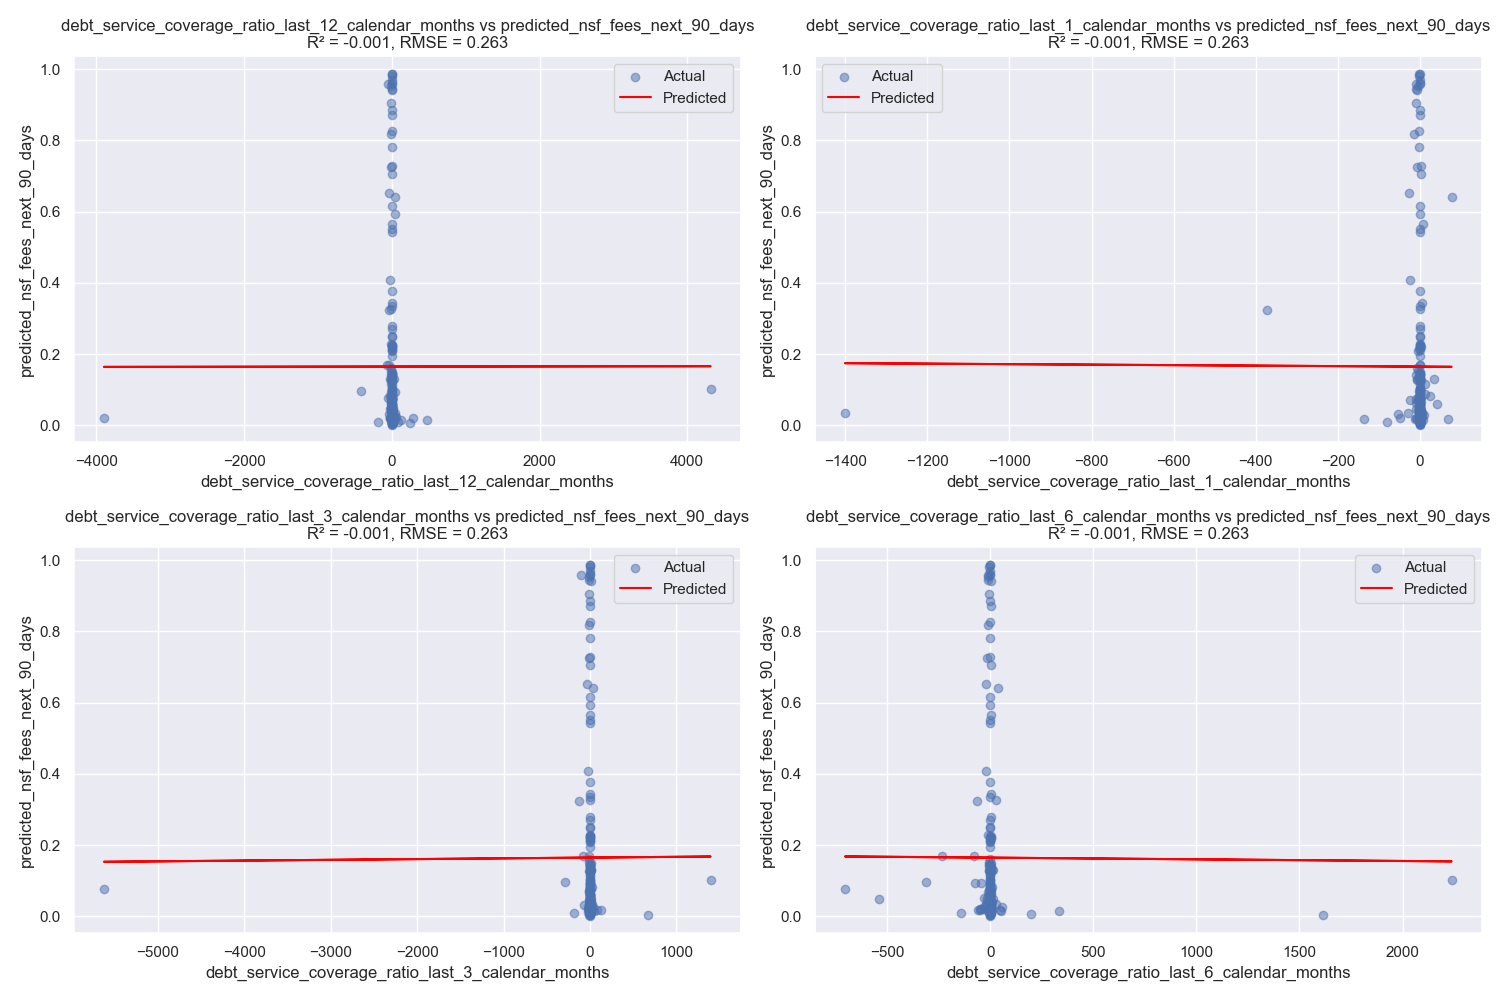 debt_service_coverage_ratio_last_12_calendar_months vs predicted_nsf_fees_next_90_days
R² = -0.001, RMSE = 0.263
1.0
0.8
0.6
0.4
0.2
0.0
predicted_nsf_fees_next_90_days
Actual
Predicted
−4000 −2000 0 2000 4000
debt_service_coverage_ratio_last_12_calendar_months
debt_service_coverage_ratio_last_1_calendar_months vs predicted_nsf_fees_next_90_days
R² = -0.001, RMSE = 0.263
1.0
0.8
0.6
0.4
0.2
0.0
predicted_nsf_fees_next_90_days
Actual
Predicted
−1400 −1200 −1000 −800 −600 −400 −200 0
debt_service_coverage_ratio_last_1_calendar_months
debt_service_coverage_ratio_last_3_calendar_months vs predicted_nsf_fees_next_90_days
R² = -0.001, RMSE = 0.263
1.0
0.8
0.6
0.4
0.2
0.0
predicted_nsf_fees_next_90_days
Actual
Predicted
−5000 −4000 −3000 −2000 −1000 0 1000
debt_service_coverage_ratio_last_3_calendar_months
debt_service_coverage_ratio_last_6_calendar_months vs predicted_nsf_fees_next_90_days
R² = -0.001, RMSE = 0.263
1.0
0.8
0.6
0.4
0.2
0.0
predicted_nsf_fees_next_90_days
Actual
Predicted
−500 0 500 1000 1500 2000
debt_service_coverage_ratio_last_6_calendar_months